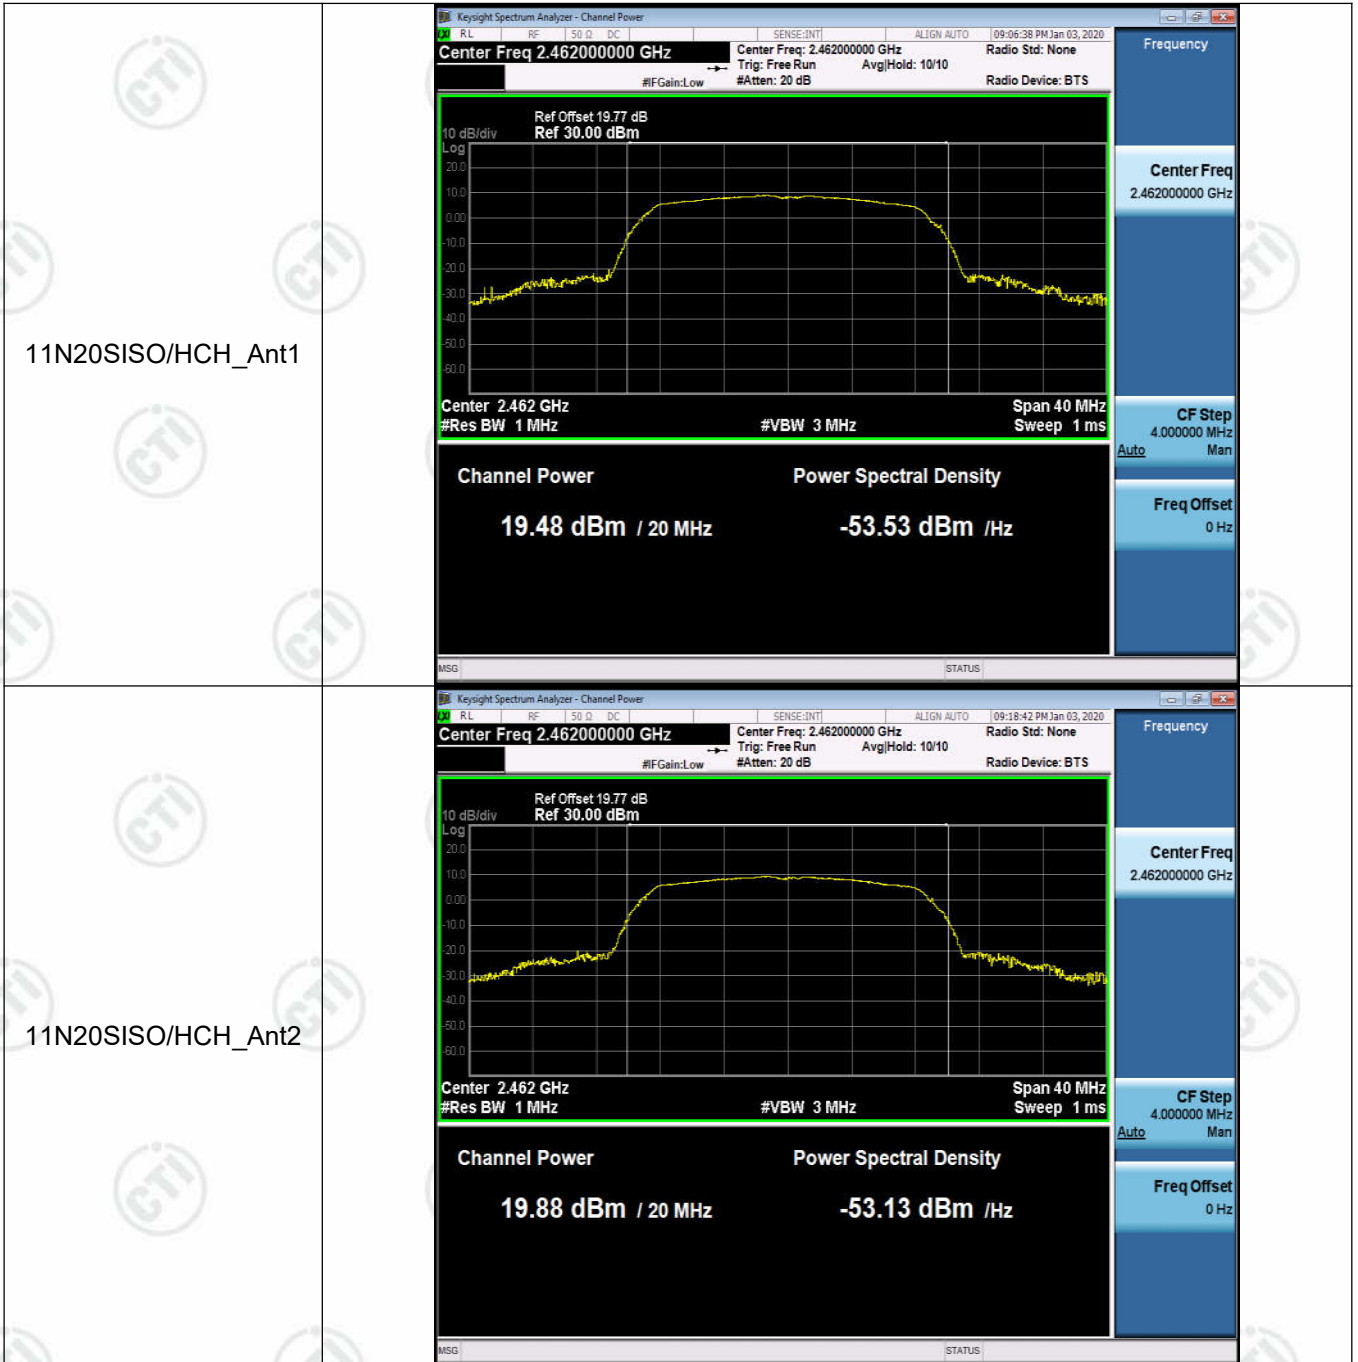 11N20SISO/HCH_Ant1
Keysight Spectrum Analyzer - Channel Power
RL RF 50 Ω DC SENSE:INT ALIGN AUTO 09:06:38 PM Jan 03, 2020
Center Freq 2.462000000 GHz
Center Freq: 2.462000000 GHz Radio Std: None
Trig: Free Run Avg|Hold: 10/10
#IFGain:Low #Atten: 20 dB Radio Device: BTS
Frequency
Ref Offset 19.77 dB
10 dB/div Ref 30.00 dBm
Log
20.0
10.0
0.00
-10.0
-20.0
-30.0
-40.0
-50.0
-60.0
Center 2.462 GHz Span 40 MHz
#Res BW 1 MHz #VBW 3 MHz Sweep 1 ms
Channel Power Power Spectral Density
19.48 dBm / 20 MHz -53.53 dBm /Hz
Center Freq
2.462000000 GHz
CF Step
4.000000 MHz
Auto Man
Freq Offset
0 Hz
MSG STATUS
11N20SISO/HCH_Ant2
Keysight Spectrum Analyzer - Channel Power
RL RF 50 Ω DC SENSE:INT ALIGN AUTO 09:18:42 PM Jan 03, 2020
Center Freq 2.462000000 GHz
Center Freq: 2.462000000 GHz Radio Std: None
Trig: Free Run Avg|Hold: 10/10
#IFGain:Low #Atten: 20 dB Radio Device: BTS
Frequency
Ref Offset 19.77 dB
10 dB/div Ref 30.00 dBm
Log
20.0
10.0
0.00
-10.0
-20.0
-30.0
-40.0
-50.0
-60.0
Center 2.462 GHz Span 40 MHz
#Res BW 1 MHz #VBW 3 MHz Sweep 1 ms
Channel Power Power Spectral Density
19.88 dBm / 20 MHz -53.13 dBm /Hz
Center Freq
2.462000000 GHz
CF Step
4.000000 MHz
Auto Man
Freq Offset
0 Hz
MSG STATUS
CTI
CTI
CTI
CTI
CTI
CTI
CTI
CTI
CTI
CTI